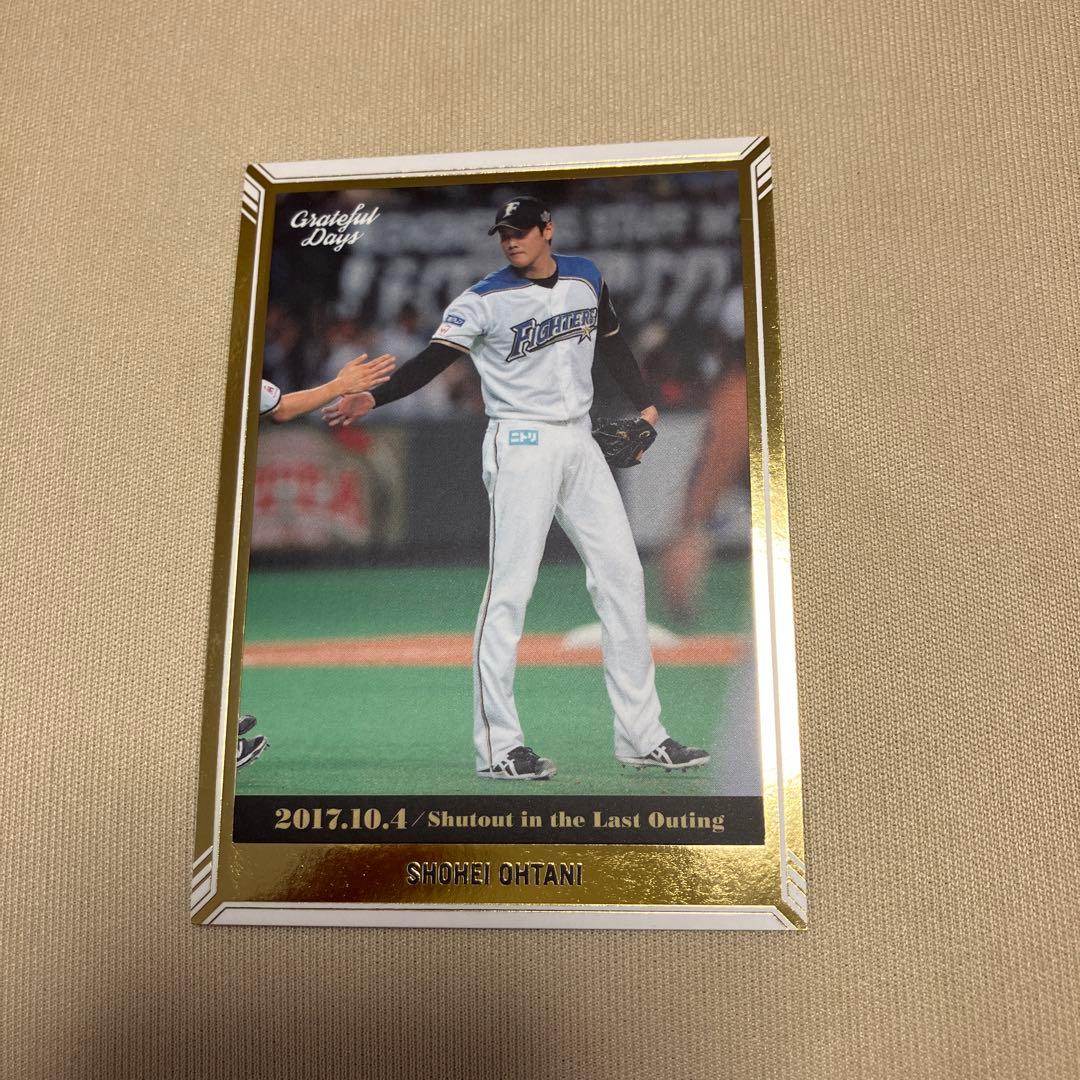 Grateful
Days
F
FIGHTERS
ニトリ
2017.10.4 / Shutout in the Last Outing
SHOHEI OHTANI